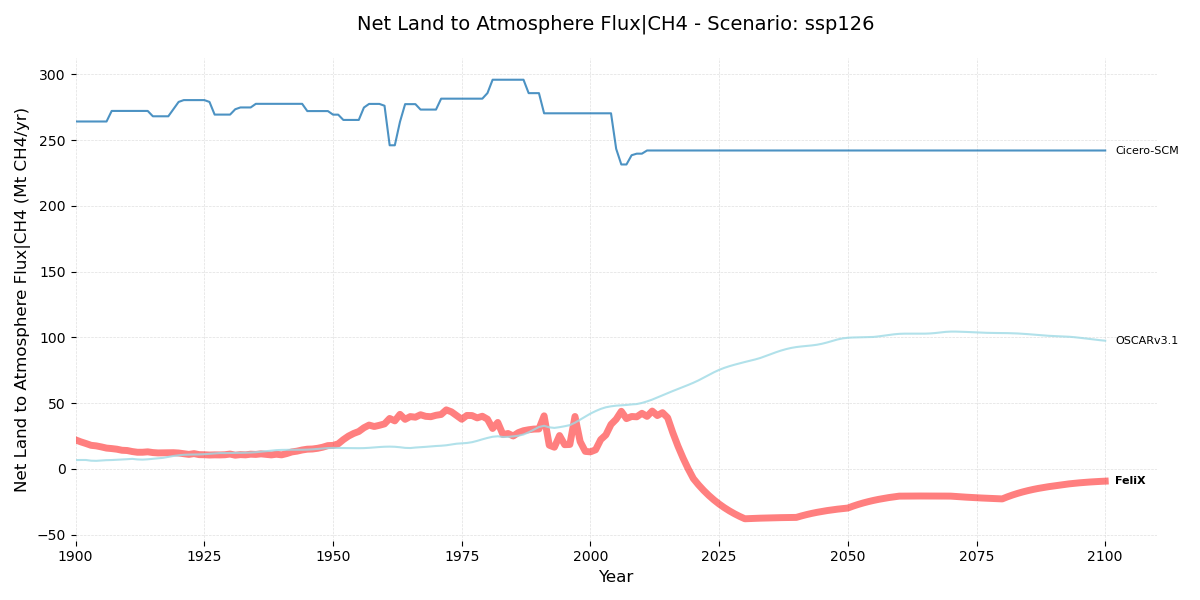 Net Land to Atmosphere Flux|CH4 - Scenario: ssp126
Net Land to Atmosphere Flux|CH4 (Mt CH4/yr)
300
250
200
150
100
50
0
−50
Cicero-SCM
OSCARv3.1
FeliX
1900
1925
1950
1975
2000
2025
2050
2075
2100
Year